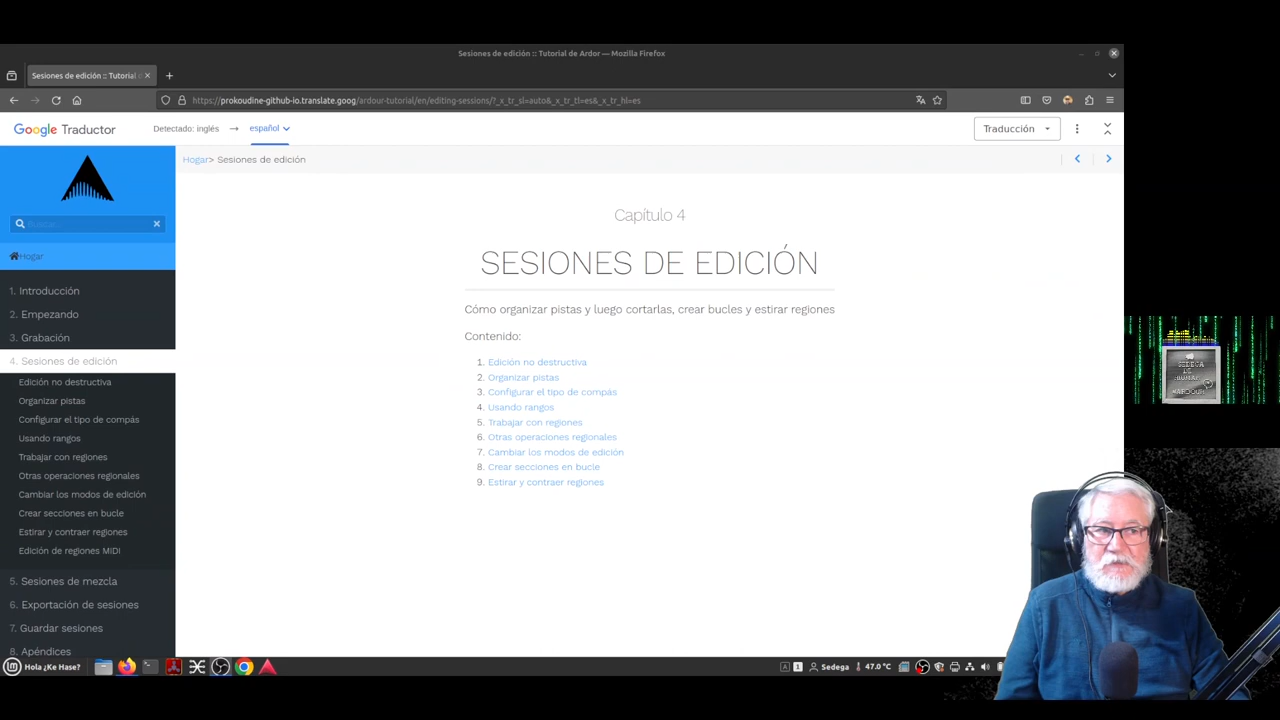 Sesiones de edición :: Tutorial de Ardor — Mozilla Firefox
Sesiones de edición :: Tutorial
https://prokoudine-github-io.translate.goog/ardour-tutorial/en/editing-sessions/?_x_tr_sl=auto&_x_tr_tl=es&_x_tr_hl=es
Google Traductor
Detectado: inglés
español
Traducción
Hogar> Sesiones de edición
Buscar...
Hogar
1. Introducción
2. Empezando
3. Grabación
4. Sesiones de edición
Edición no destructiva
Organizar pistas
Configurar el tipo de compás
Usando rangos
Trabajar con regiones
Otras operaciones regionales
Cambiar los modos de edición
Crear secciones en bucle
Estirar y contraer regiones
Edición de regiones MIDI
5. Sesiones de mezcla
6. Exportación de sesiones
7. Guardar sesiones
8. Apéndices
Capítulo 4
SESIONES DE EDICIÓN
Cómo organizar pistas y luego cortarlas, crear bucles y estirar regiones
Contenido:
1. Edición no destructiva
2. Organizar pistas
3. Configurar el tipo de compás
4. Usando rangos
5. Trabajar con regiones
6. Otras operaciones regionales
7. Cambiar los modos de edición
8. Crear secciones en bucle
9. Estirar y contraer regiones
SEDEGA
DE
Hola ¿Ke Hase?
A
1
Sedega
47.0 °C